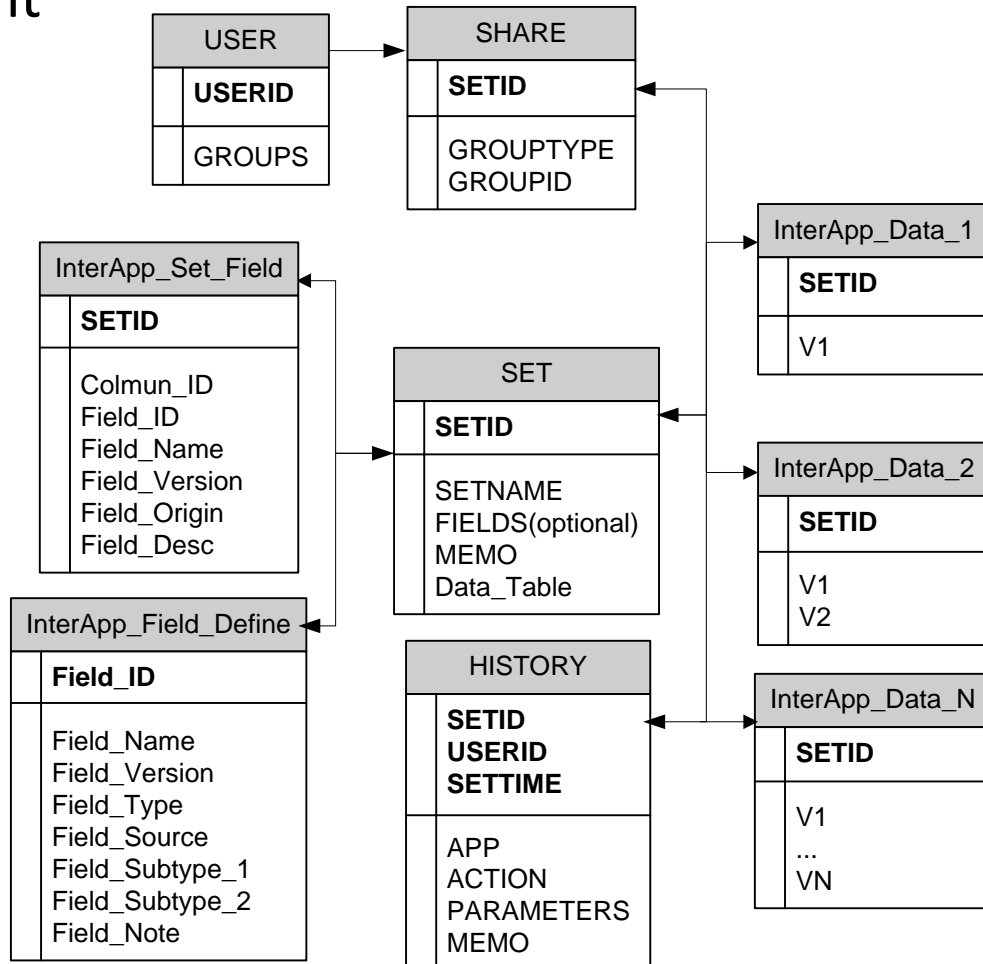 USER
USERID
GROUPS
SHARE
SETID
GROUPTYPE
GROUPID
InterApp_Data_1
SETID
V1
InterApp_Set_Field
SETID
Colmun_ID
Field_ID
Field_Name
Field_Version
Field_Origin
Field_Desc
SET
SETID
SETNAME
FIELDS(optional)
MEMO
Data_Table
InterApp_Data_2
SETID
V1
V2
InterApp_Field_Define
Field_ID
Field_Name
Field_Version
Field_Type
Field_Source
Field_Subtype_1
Field_Subtype_2
Field_Note
HISTORY
SETID
USERID
SETTIME
APP
ACTION
PARAMETERS
MEMO
InterApp_Data_N
SETID
V1
...
VN